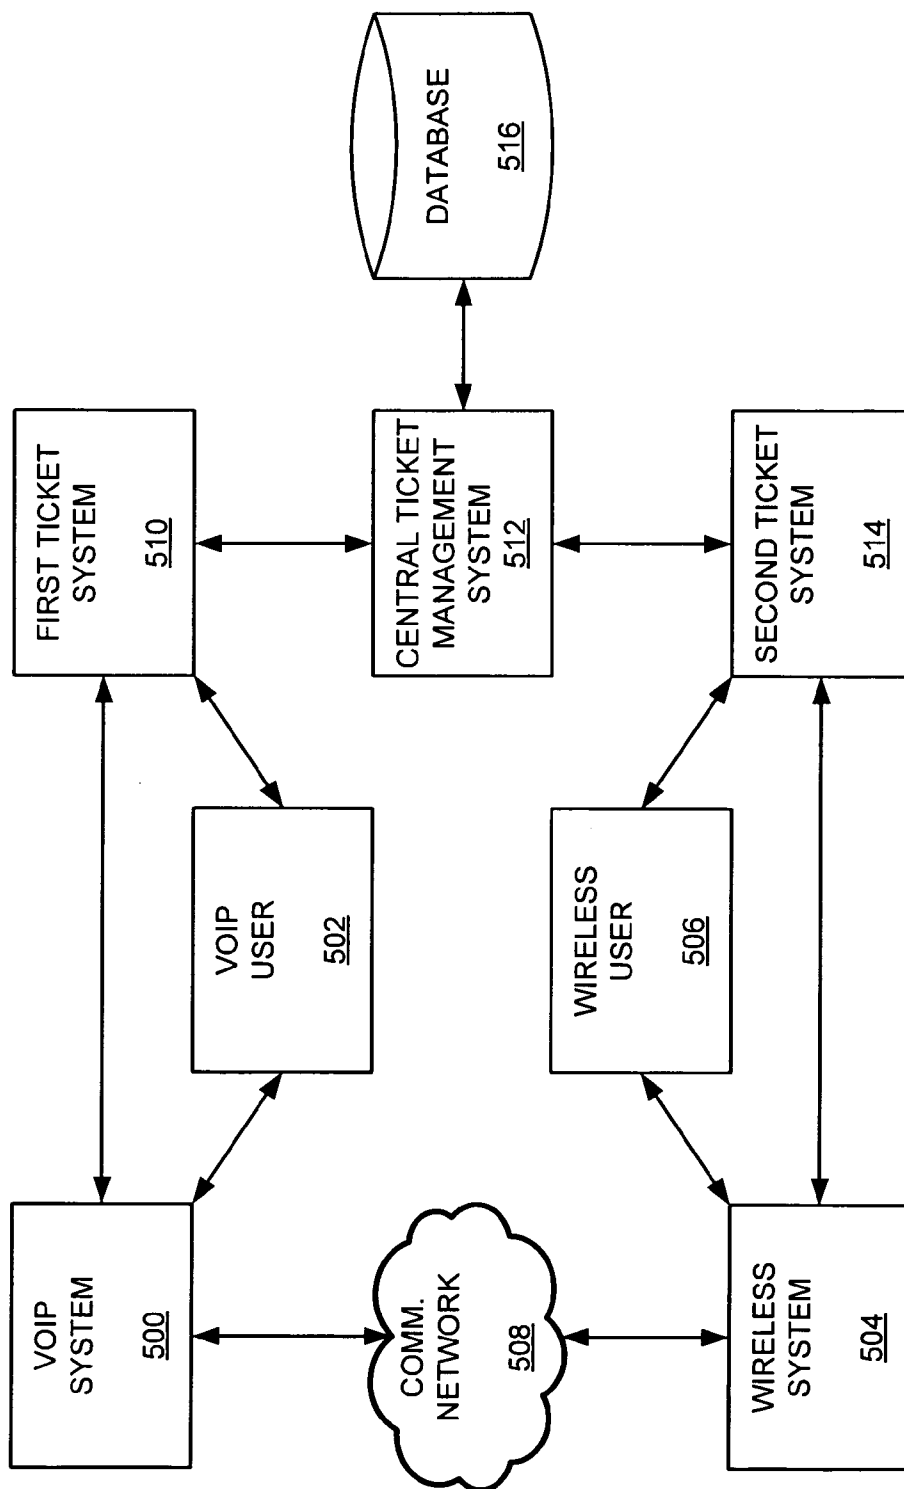 VOIP
SYSTEM
500
VOIP
USER
502
FIRST TICKET
SYSTEM
510
COMM.
NETWORK
508
CENTRAL TICKET
MANAGEMENT
SYSTEM
512
DATABASE
516
WIRELESS
SYSTEM
504
WIRELESS
USER
506
SECOND TICKET
SYSTEM
514